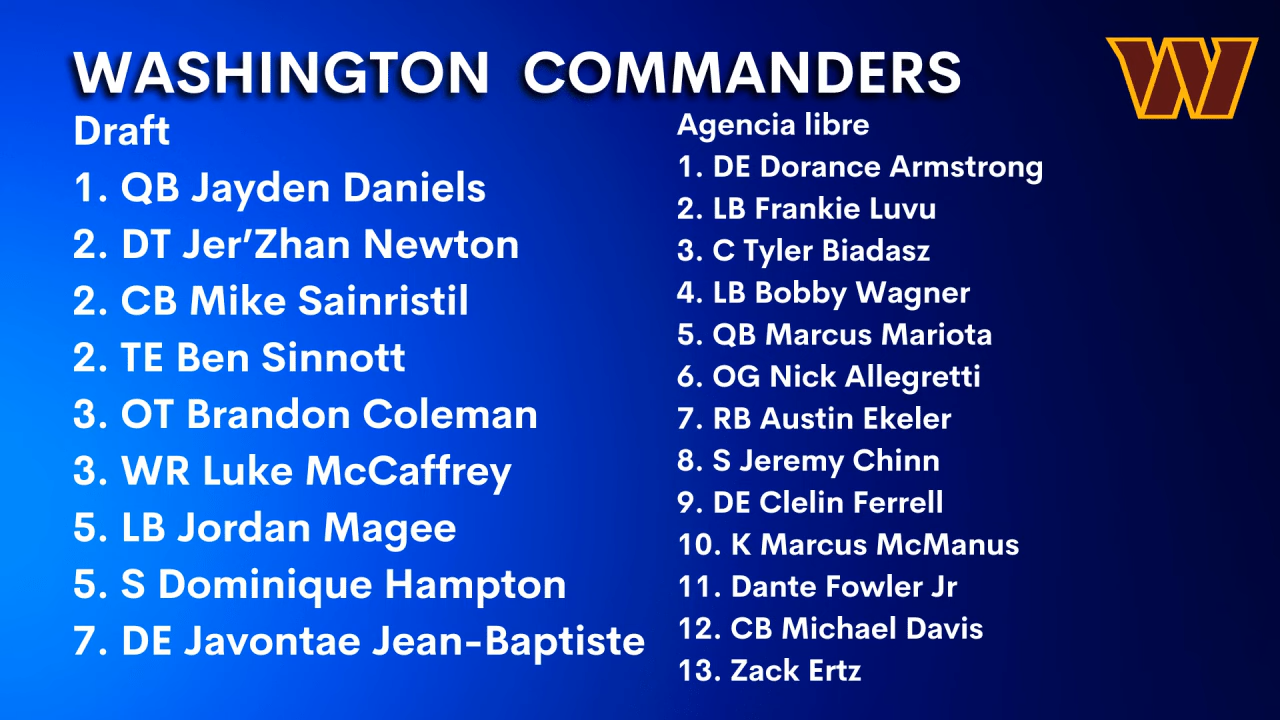 WASHINGTON COMMANDERS
Draft
1. QB Jayden Daniels
2. DT Jer’Zhan Newton
2. CB Mike Sainristil
2. TE Ben Sinnott
3. OT Brandon Coleman
3. WR Luke McCaffrey
5. LB Jordan Magee
5. S Dominique Hampton
7. DE Javontae Jean-Baptiste
Agencia libre
1. DE Dorance Armstrong
2. LB Frankie Luvu
3. C Tyler Biadasz
4. LB Bobby Wagner
5. QB Marcus Mariota
6. OG Nick Allegretti
7. RB Austin Ekeler
8. S Jeremy Chinn
9. DE Clelin Ferrell
10. K Marcus McManus
11. Dante Fowler Jr
12. CB Michael Davis
13. Zack Ertz
W